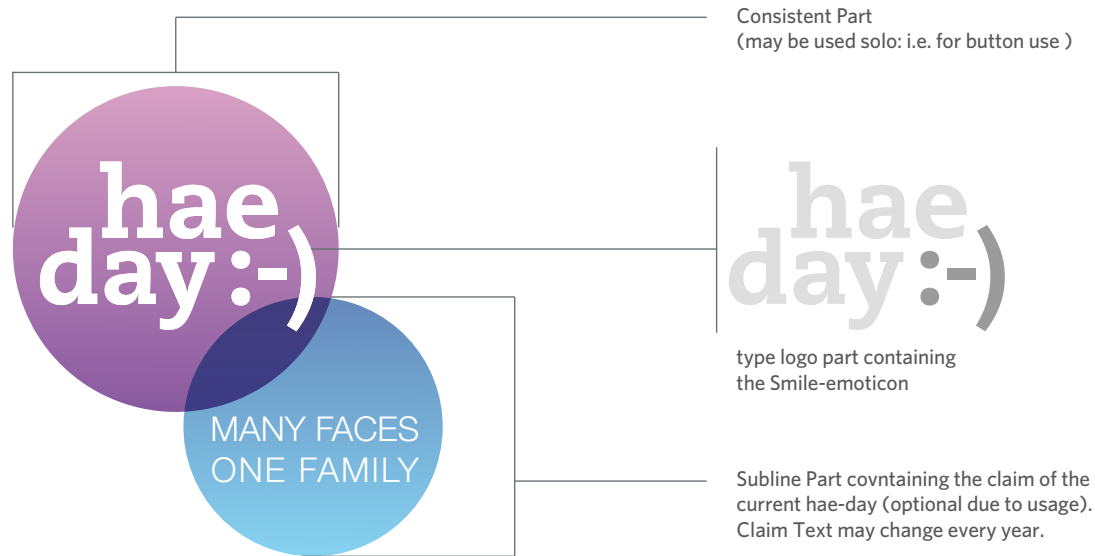 Consistent Part
(may be used solo: i.e. for button use )
hae
day :-)
hae
day :-)
type logo part containing
the Smile-emoticon
MANY FACES
ONE FAMILY
Subline Part covntaining the claim of the
current hae-day (optional due to usage).
Claim Text may change every year.